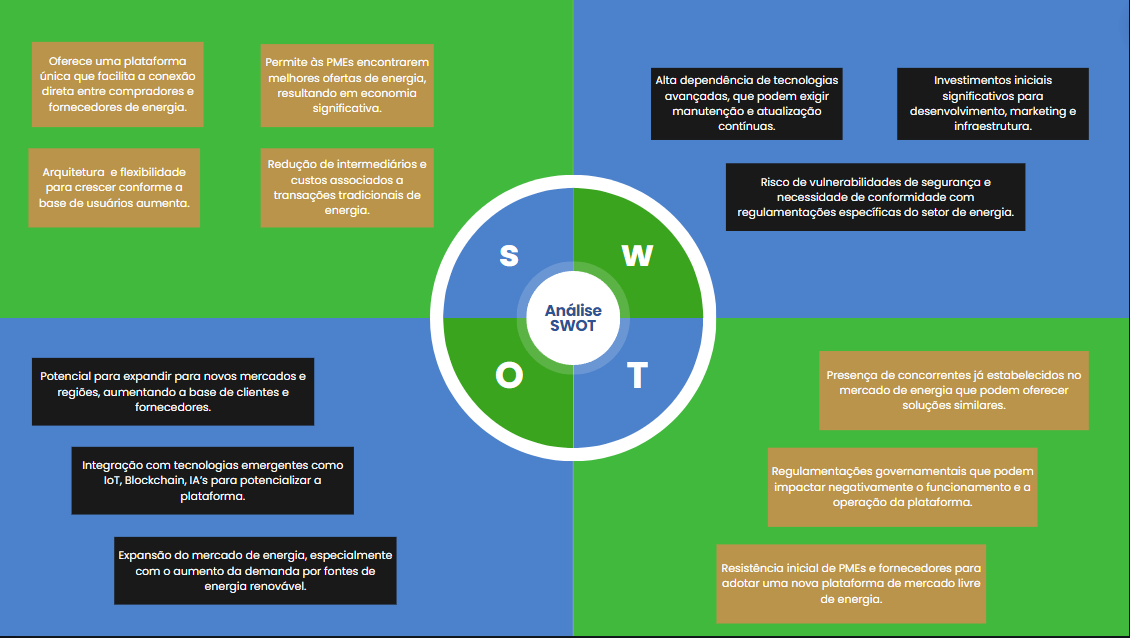 Oferece uma plataforma
única que facilita a conexão
direta entre compradores e
fornecedores de energia.
Permite às PMEs encontrarem
melhores ofertas de energia,
resultando em economia
significativa.
Arquitetura e flexibilidade
para crescer conforme a
base de usuários aumenta.
Redução de intermediários e
custos associados a
transações tradicionais de
energia.
Alta dependência de tecnologias
avançadas, que podem exigir
manutenção e atualização
contínuas.
Investimentos iniciais
significativos para
desenvolvimento, marketing e
infraestrutura.
Risco de vulnerabilidades de segurança e
necessidade de conformidade com
regulamentações específicas do setor de energia.
S
W
Análise
SWOT
O
T
Potencial para expandir para novos mercados e
regiões, aumentando a base de clientes e
fornecedores.
Integração com tecnologias emergentes como
IoT, Blockchain, IA’s para potencializar a
plataforma.
Expansão do mercado de energia, especialmente
com o aumento da demanda por fontes de
energia renovável.
Presença de concorrentes já estabelecidos no
mercado de energia que podem oferecer
soluções similares.
Regulamentações governamentais que podem
impactar negativamente o funcionamento e a
operação da plataforma.
Resistência inicial de PMEs e fornecedores para
adotar uma nova plataforma de mercado livre
de energia.